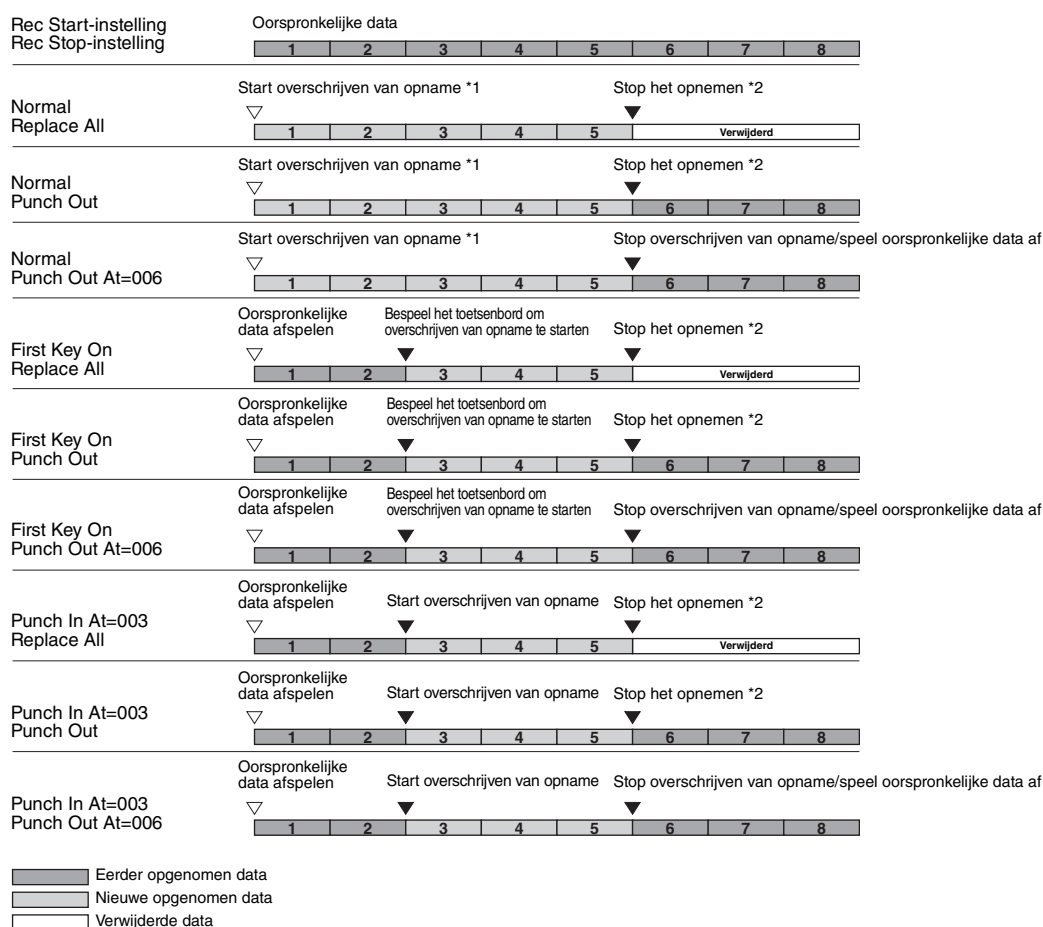 Rec Start-instelling
Rec Stop-instelling
Oorspronkelijke data
1 2 3 4 5 6 7 8
Normal
Replace All
Start overschrijven van opname *1
Stop het opnemen *2
1 2 3 4 5 Verwijderd
Normal
Punch Out
Start overschrijven van opname *1
Stop het opnemen *2
1 2 3 4 5 6 7 8
Normal
Punch Out At=006
Start overschrijven van opname *1
Stop overschrijven van opname/speel oorspronkelijke data af
1 2 3 4 5 6 7 8
First Key On
Replace All
Oorspronkelijke
data afspelen
Bespeel het toetsenbord om
overschrijven van opname te starten
Stop het opnemen *2
1 2 3 4 5 Verwijderd
First Key On
Punch Out
Oorspronkelijke
data afspelen
Bespeel het toetsenbord om
overschrijven van opname te starten
Stop het opnemen *2
1 2 3 4 5 6 7 8
First Key On
Punch Out At=006
Oorspronkelijke
data afspelen
Bespeel het toetsenbord om
overschrijven van opname te starten
Stop overschrijven van opname/speel oorspronkelijke data af
1 2 3 4 5 6 7 8
Punch In At=003
Replace All
Oorspronkelijke
data afspelen
Start overschrijven van opname
Stop het opnemen *2
1 2 3 4 5 Verwijderd
Punch In At=003
Punch Out
Oorspronkelijke
data afspelen
Start overschrijven van opname
Stop het opnemen *2
1 2 3 4 5 6 7 8
Punch In At=003
Punch Out At=006
Oorspronkelijke
data afspelen
Start overschrijven van opname
Stop overschrijven van opname/speel oorspronkelijke data af
1 2 3 4 5 6 7 8
Eerder opgenomen data
Nieuwe opgenomen data
Verwijderde data